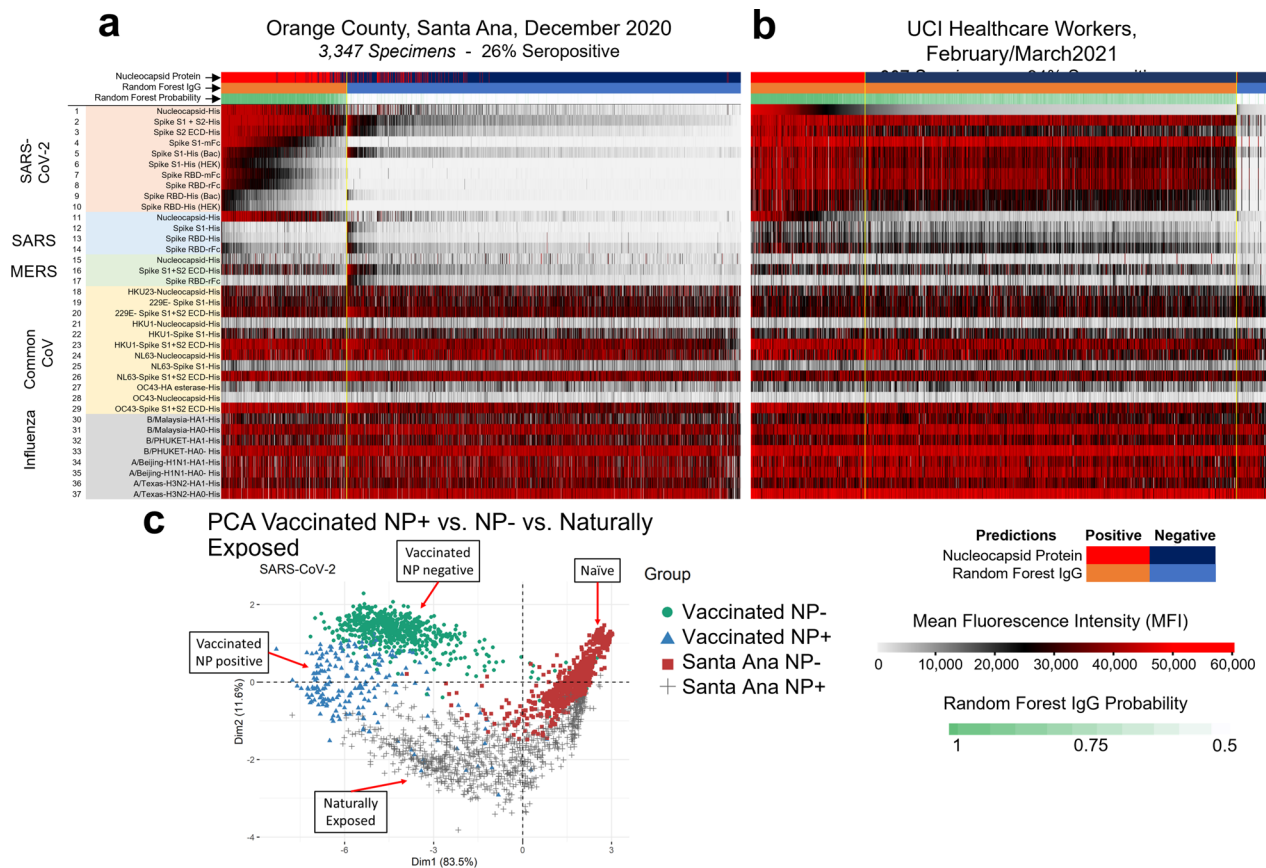 a
Orange County, Santa Ana, December 2020
3,347 Specimens - 26% Seropositive
b
UCI Healthcare Workers,
February/March2021
Nucleocapsid Protein
Random Forest IgG
Random Forest Probability
SARS-
CoV-2
1 Nucleocapsid-His
2 Spike S1 + S2-His
3 Spike S2 ECD-His
4 Spike S1-mFc
5 Spike S1-His (Bac)
6 Spike S1-His (HEK)
7 Spike RBD-mFc
8 Spike RBD-rFc
9 Spike RBD-His (Bac)
10 Spike RBD-His (HEK)
SARS
11 Nucleocapsid-His
12 Spike S1-His
13 Spike RBD-His
14 Spike RBD-rFc
MERS
15 Nucleocapsid-His
16 Spike S1+S2 ECD-His
17 Spike RBD-rFc
Common
CoV
18 HKU23-Nucleocapsid-His
19 229E- Spike S1-His
20 229E- Spike S1+S2 ECD-His
21 HKU1-Nucleocapsid-His
22 HKU1-Spike S1-His
23 HKU1-Spike S1+S2 ECD-His
24 NL63-Nucleocapsid-His
25 NL63-Spike S1-His
26 NL63-Spike S1+S2 ECD-His
27 OC43-HA esterase-His
28 OC43-Nucleocapsid-His
29 OC43-Spike S1+S2 ECD-His
Influenza
30 B/Malaysia-HA1-His
31 B/Malaysia-HA0-His
32 B/PHUKET-HA1-His
33 B/PHUKET-HA0- His
34 A/Beijing-H1N1-HA1-His
35 A/Beijing-H1N1-HA0- His
36 A/Texas-H3N2-HA1-His
37 A/Texas-H3N2-HA0-His
c
PCA Vaccinated NP+ vs. NP- vs. Naturally
Exposed
SARS-CoV-2
Vaccinated
NP negative
Naïve
Vaccinated
NP positive
Naturally
Exposed
2
0
-2
-4
Dim2 (11.6%)
-6 -3 0 3
Dim1 (83.5%)
Group
Vaccinated NP-
Vaccinated NP+
Santa Ana NP-
Santa Ana NP+
Predictions Positive Negative
Nucleocapsid Protein
Random Forest IgG
Mean Fluorescence Intensity (MFI)
0 10,000 20,000 30,000 40,000 50,000 60,000
Random Forest IgG Probability
1 0.75 0.5